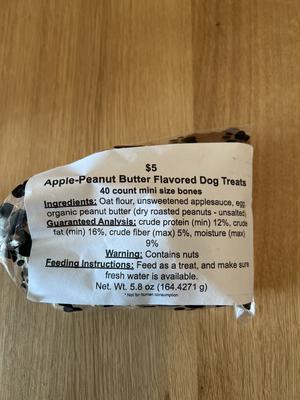 $5
Apple-Peanut Butter Flavored Dog Treats
40 count mini size bones
Ingredients: Oat flour, unsweetened applesauce, egg,
organic peanut butter (dry roasted peanuts - unsalted)
Guaranteed Analysis: crude protein (min) 12%, crude
fat (min) 16%, crude fiber (max) 5%, moisture (max)
9%
Warning: Contains nuts
Feeding Instructions: Feed as a treat, and make sure
fresh water is available.
Net. Wt. 5.8 oz (164.4271 g)
* Not for human consumption